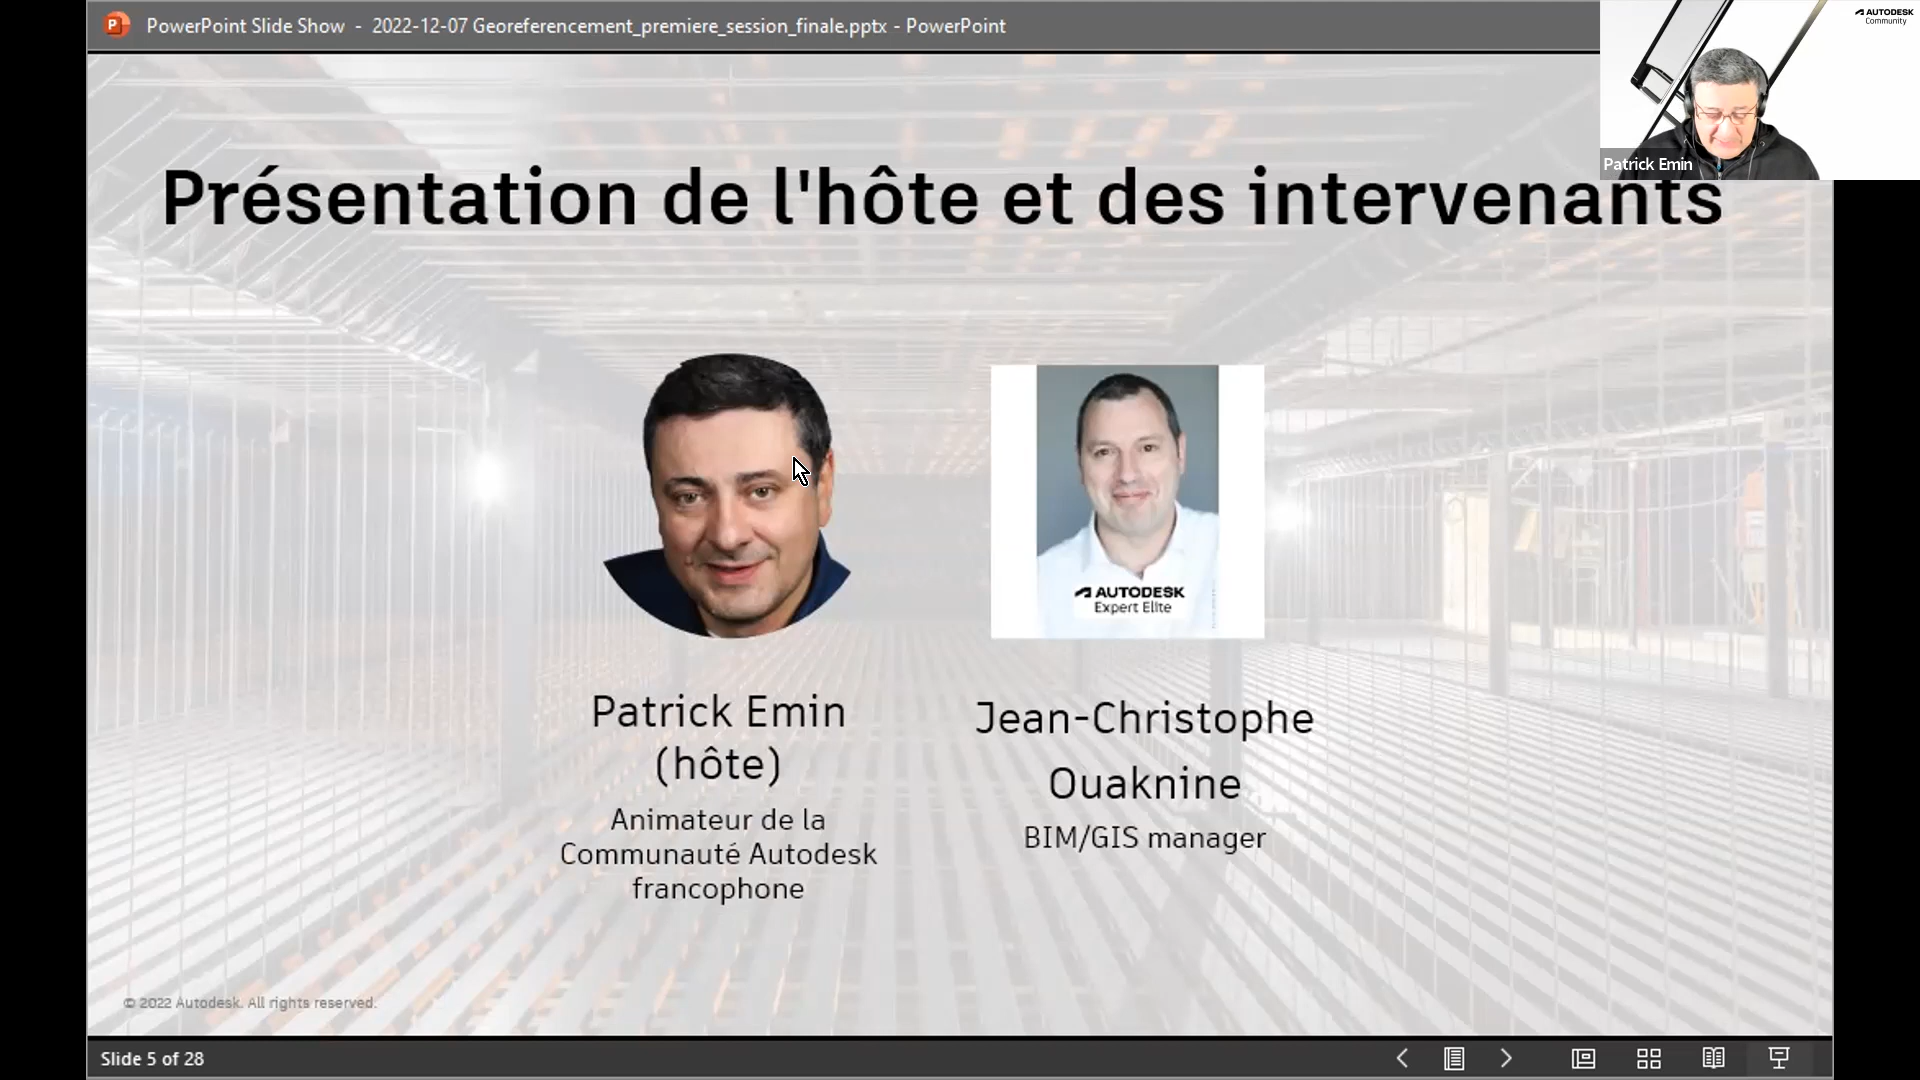 PowerPoint Slide Show - 2022-12-07 Georeferencement_premiere_session_finale.pptx - PowerPoint
AUTODESK
Community
Patrick Emin
Présentation de l'hôte et des intervenants
AUTODESK
Expert Elite
Patrick Emin
(hôte)
Animateur de la
Communauté Autodesk
francophone
Jean-Christophe
Ouaknine
BIM/GIS manager
© 2022 Autodesk. All rights reserved.
Slide 5 of 28